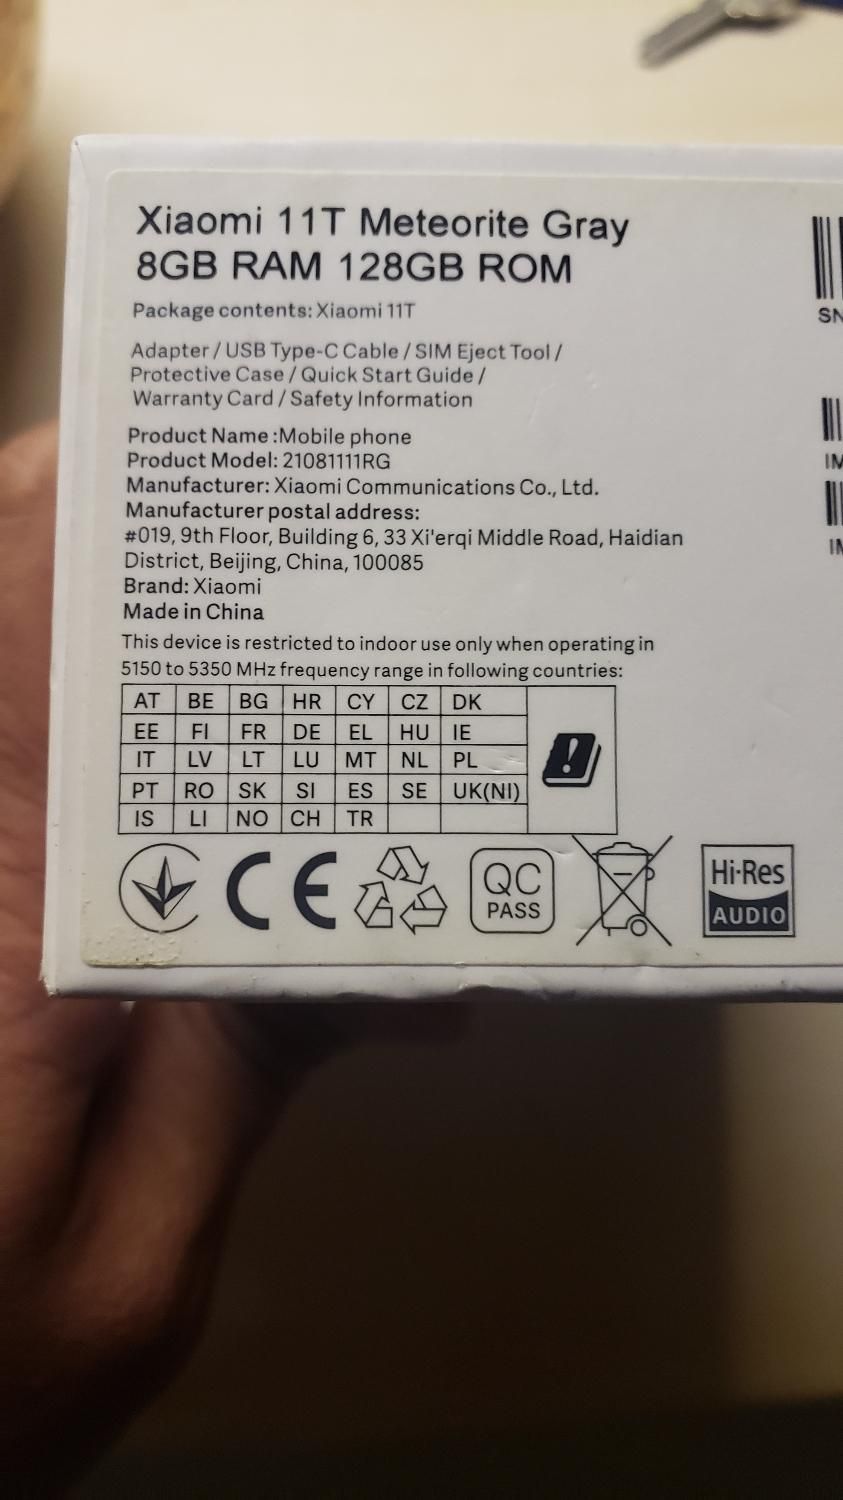 Xiaomi 11T Meteorite Gray
8GB RAM 128GB ROM
Package contents: Xiaomi 11T
Adapter / USB Type-C Cable / SIM Eject Tool /
Protective Case / Quick Start Guide /
Warranty Card / Safety Information
Product Name :Mobile phone
Product Model: 21081111RG
Manufacturer: Xiaomi Communications Co., Ltd.
Manufacturer postal address:
#019, 9th Floor, Building 6, 33 Xi'erqi Middle Road, Haidian
District, Beijing, China, 100085
Brand: Xiaomi
Made in China
This device is restricted to indoor use only when operating in
5150 to 5350 MHz frequency range in following countries:
AT BE BG HR CY CZ DK
EE FI FR DE EL HU IE
IT LV LT LU MT NL PL
PT RO SK SI ES SE UK(NI)
IS LI NO CH TR
CE
QC
PASS
Hi-Res
AUDIO
SN